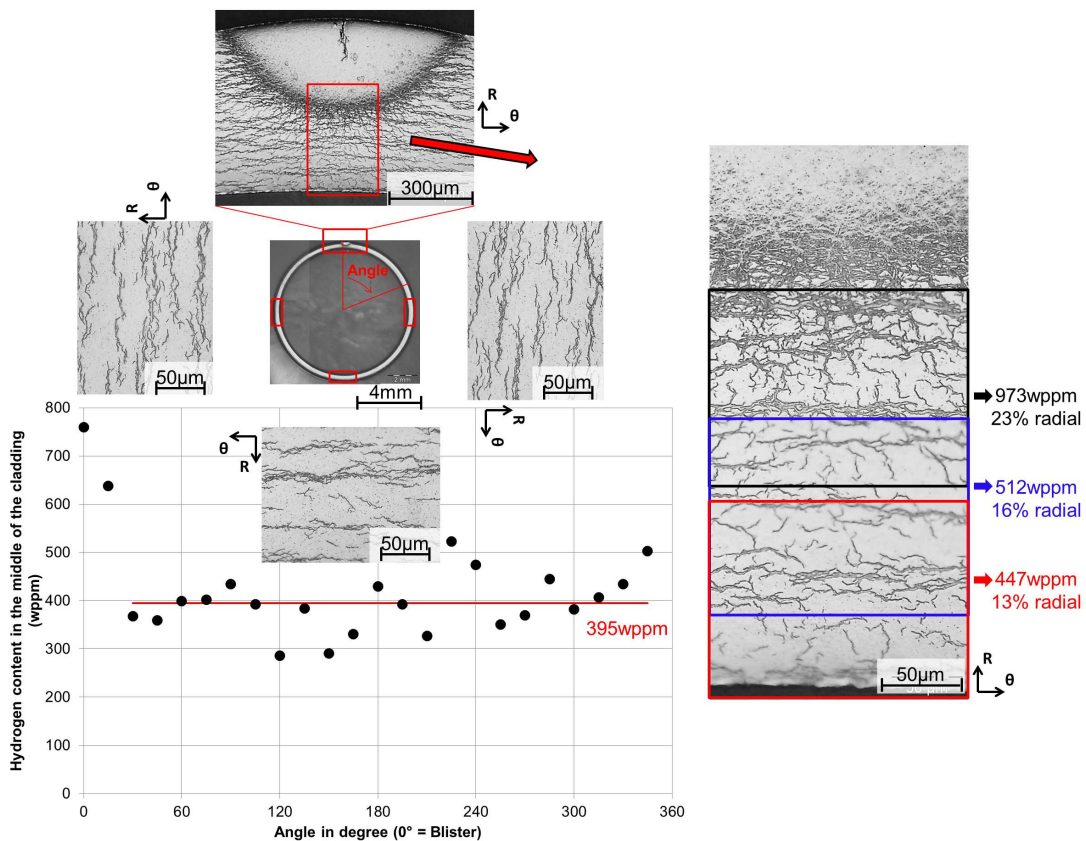 R
θ
300µm
θ
R
50µm
Angle
2 mm
4mm
50µm
R
θ
θ
R
50µm
800
700
600
500
400
300
200
100
0
0
60
120
180
240
300
360
395wppm
Hydrogen content in the middle of the cladding
(wppm)
Angle in degree (0° = Blister)
973wppm
23% radial
512wppm
16% radial
447wppm
13% radial
50µm
R
θ